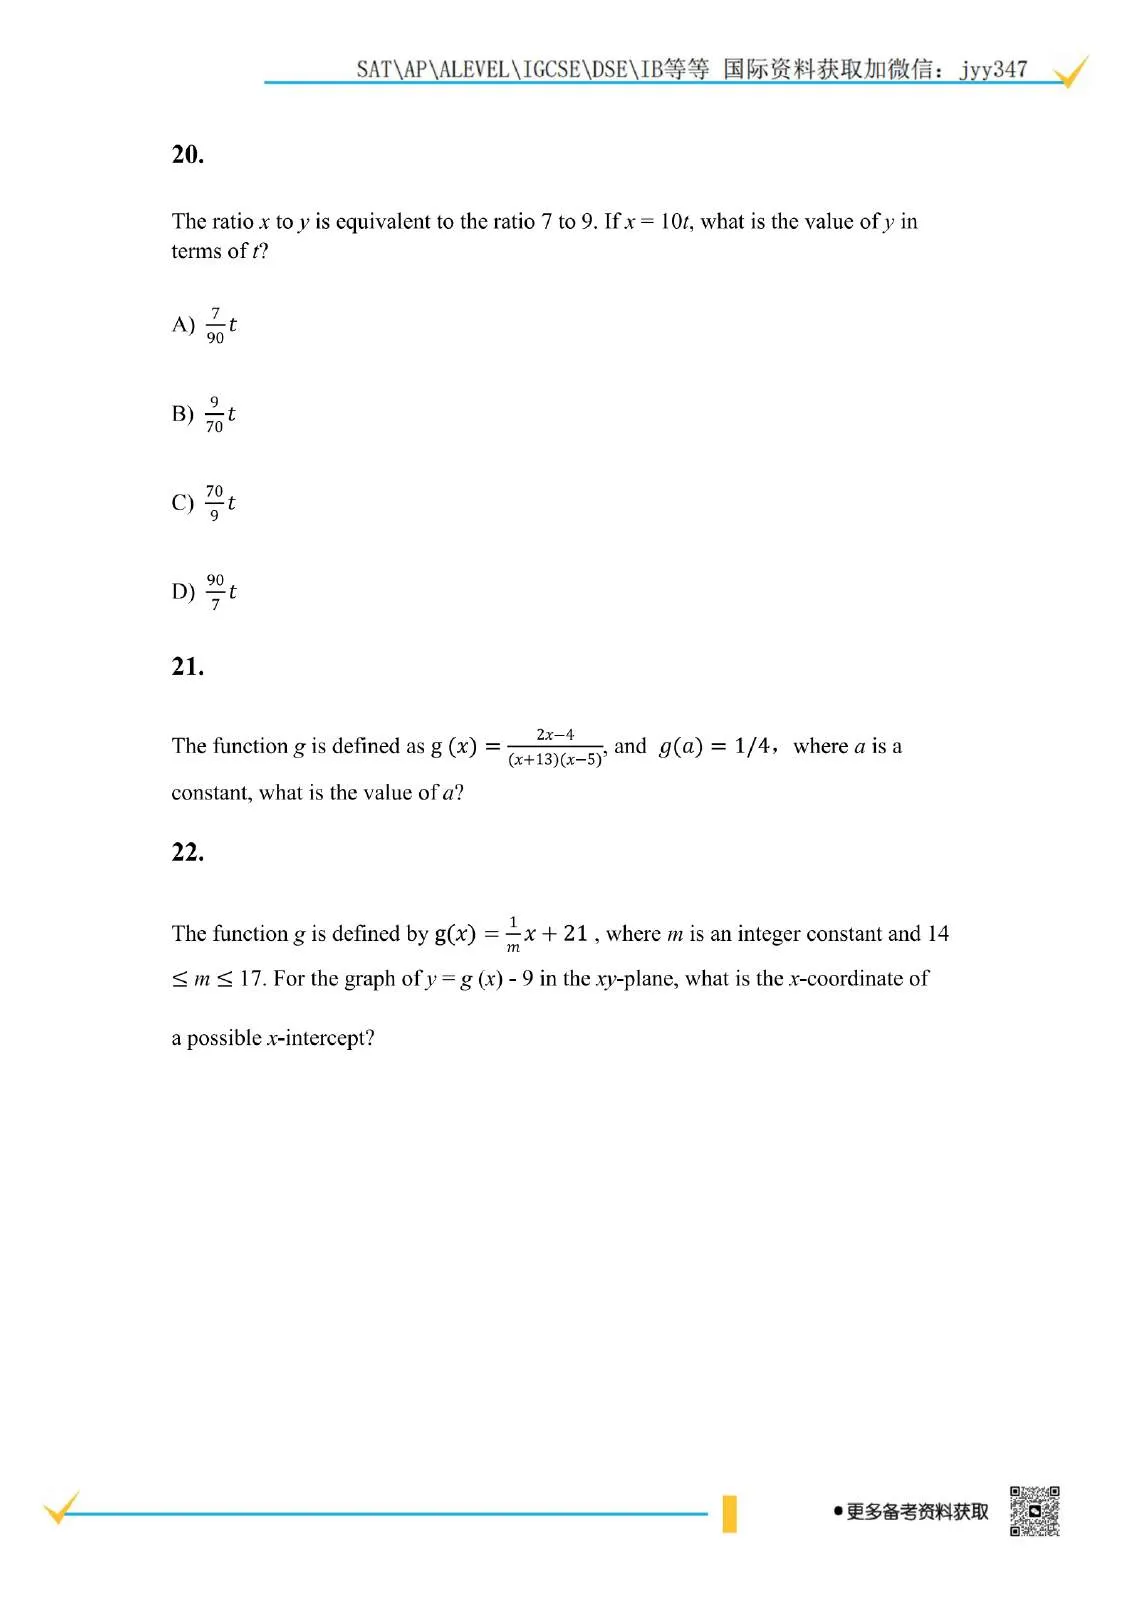 SAT\AP\ALEVEL\IGCSE\DSE\IB等等 国际资料获取加微信：jyy347
20.
The ratio x to y is equivalent to the ratio 7 to 9. If x = 10t, what is the value of y in
terms of t?
A) 7/90 t
B) 9/70 t
C) 70/9 t
D) 90/7 t
21.
The function g is defined as g (x) = (2x−4)/((x+13)(x−5)), and g(a) = 1/4，where a is a
constant, what is the value of a?
22.
The function g is defined by g(x) = 1/m x + 21 , where m is an integer constant and 14
≤ m ≤ 17. For the graph of y = g (x) - 9 in the xy-plane, what is the x-coordinate of
a possible x-intercept?
•更多备考资料获取